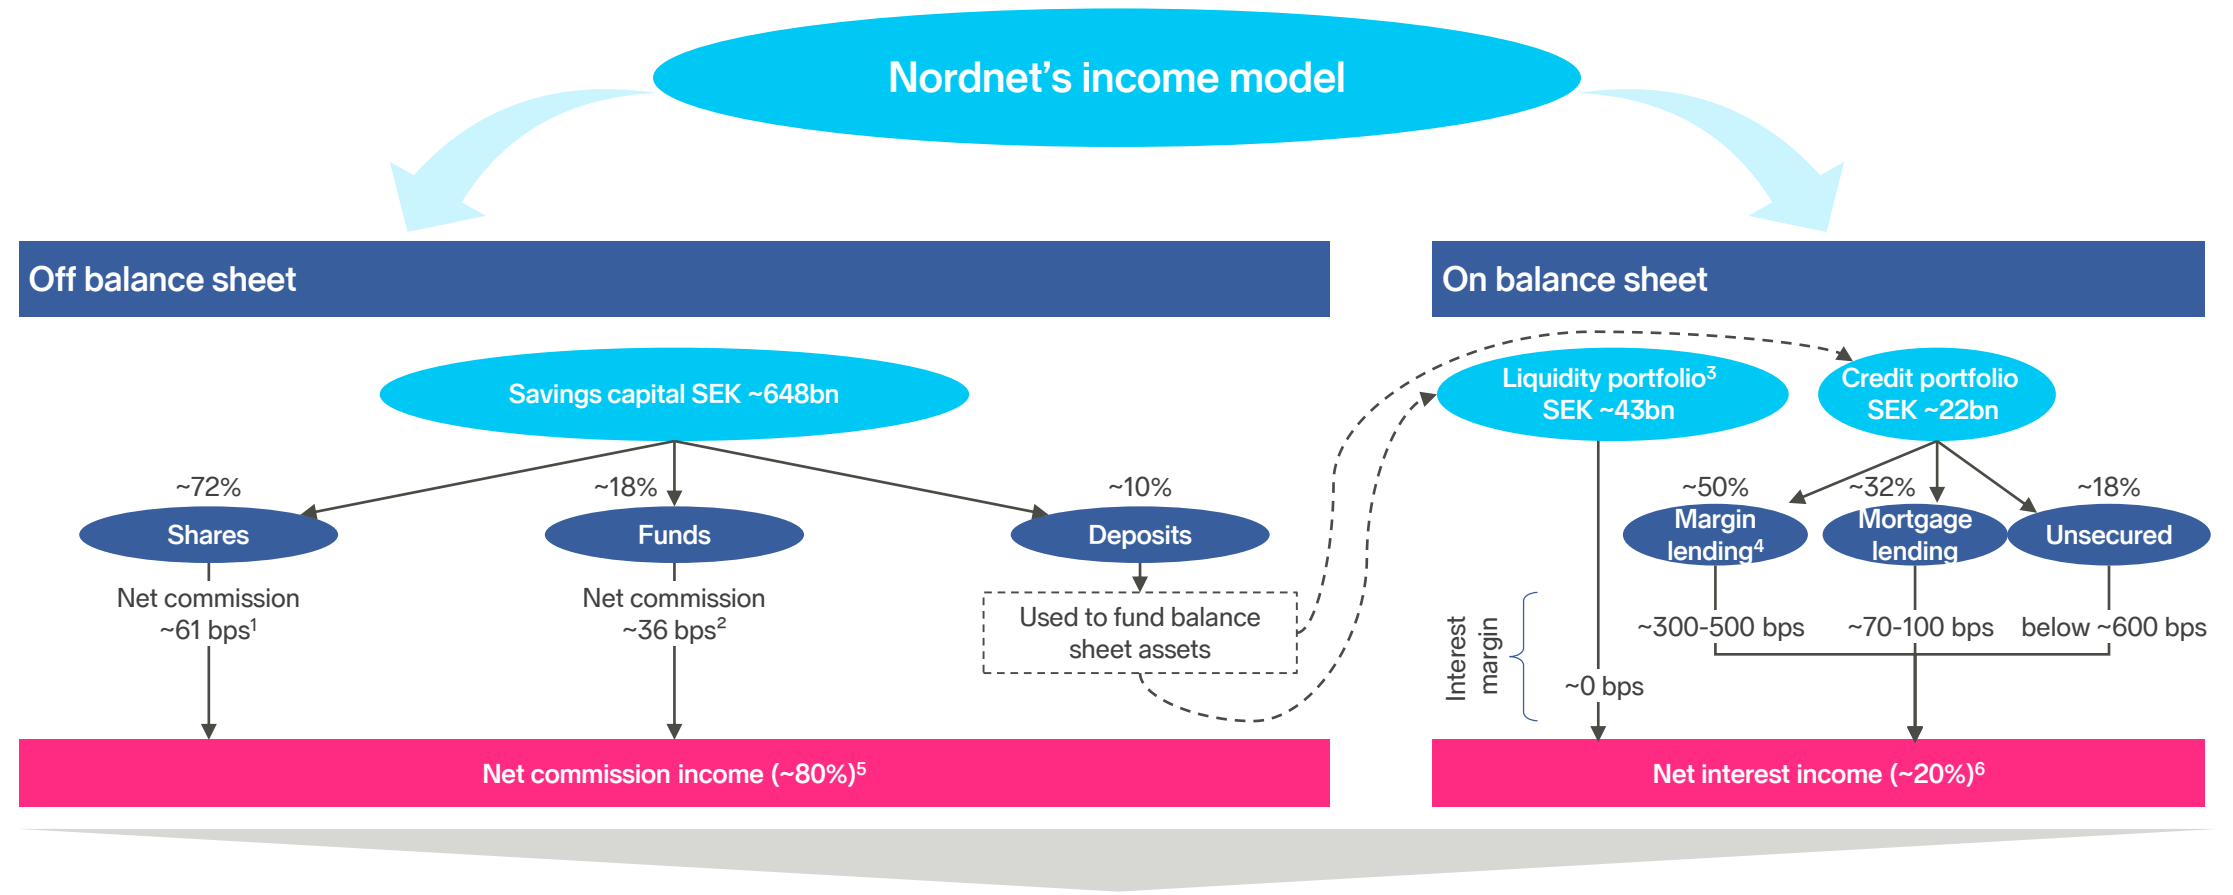 Nordnet's income model
Off balance sheet
On balance sheet
Savings capital SEK ~648bn
Liquidity portfolio³
SEK ~43bn
Credit portfolio
SEK ~22bn
~72%
~18%
~10%
~50%
~32%
~18%
Shares
Funds
Deposits
Margin
lending⁴
Mortgage
lending
Unsecured
Net commission
~61 bps¹
Net commission
~36 bps²
Used to fund balance
sheet assets
Interest
margin
~0 bps
~300-500 bps
~70-100 bps
below ~600 bps
Net commission income (~80%)⁵
Net interest income (~20%)⁶